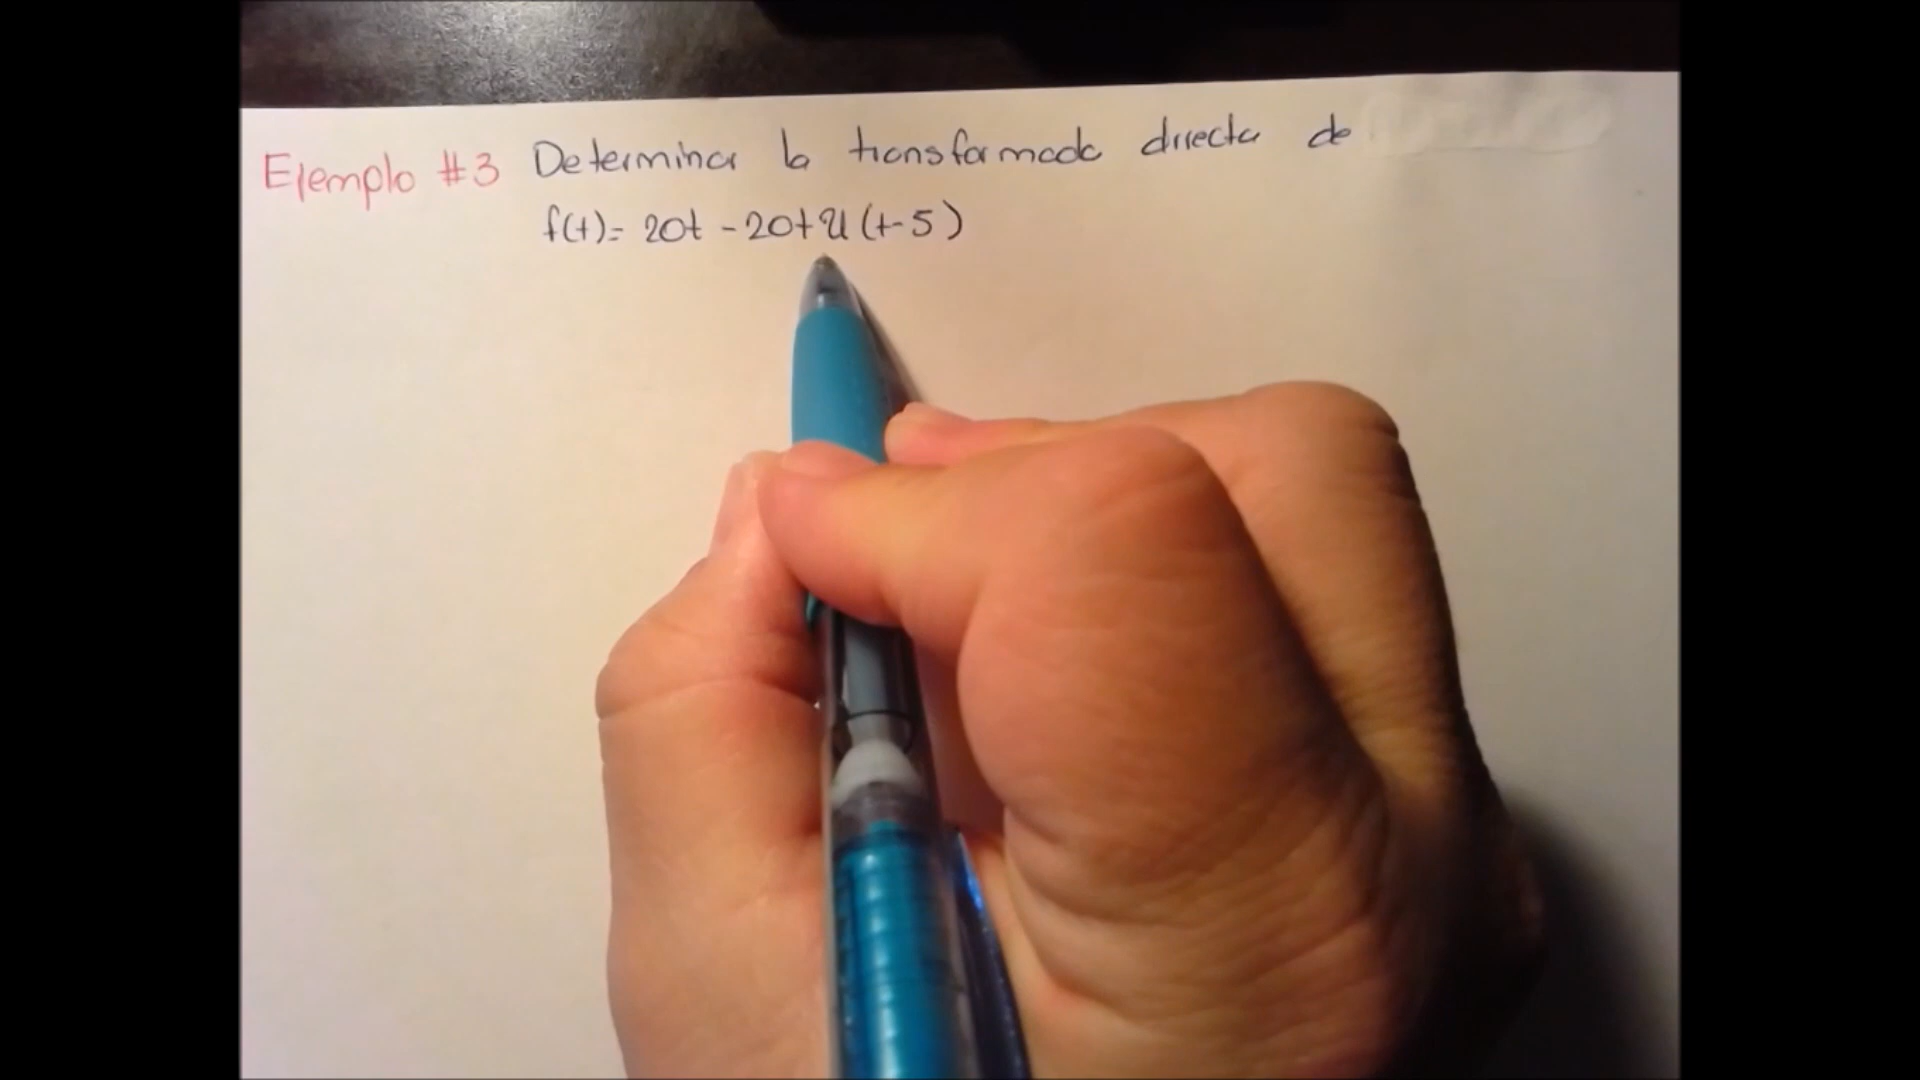 Ejemplo #3 Determinar la transformada directa de
f(t)= 20t - 20t U (t-5)